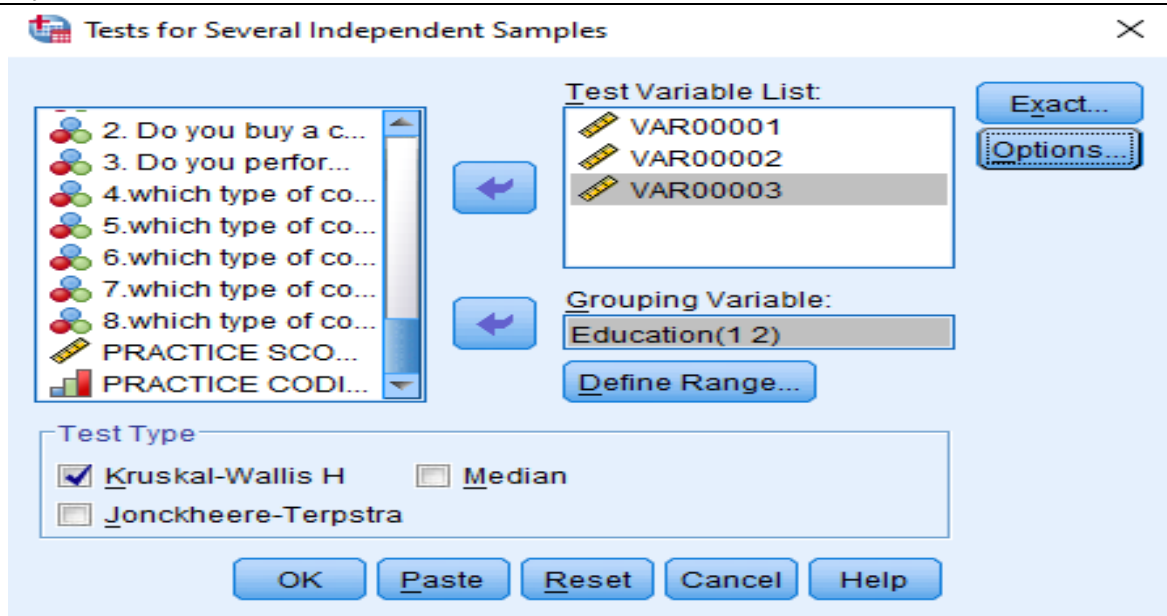 Tests for Several Independent Samples
2. Do you buy a c...
3. Do you perfor...
4.which type of co...
5.which type of co...
6.which type of co...
7.which type of co...
8.which type of co...
PRACTICE SCO...
PRACTICE CODI...
Test Variable List:
VAR00001
VAR00002
VAR00003
Grouping Variable:
Education(1 2)
Define Range...
Exact...
Options...
Test Type
Kruskal-Wallis H Median
Jonckheere-Terpstra
OK Paste Reset Cancel Help